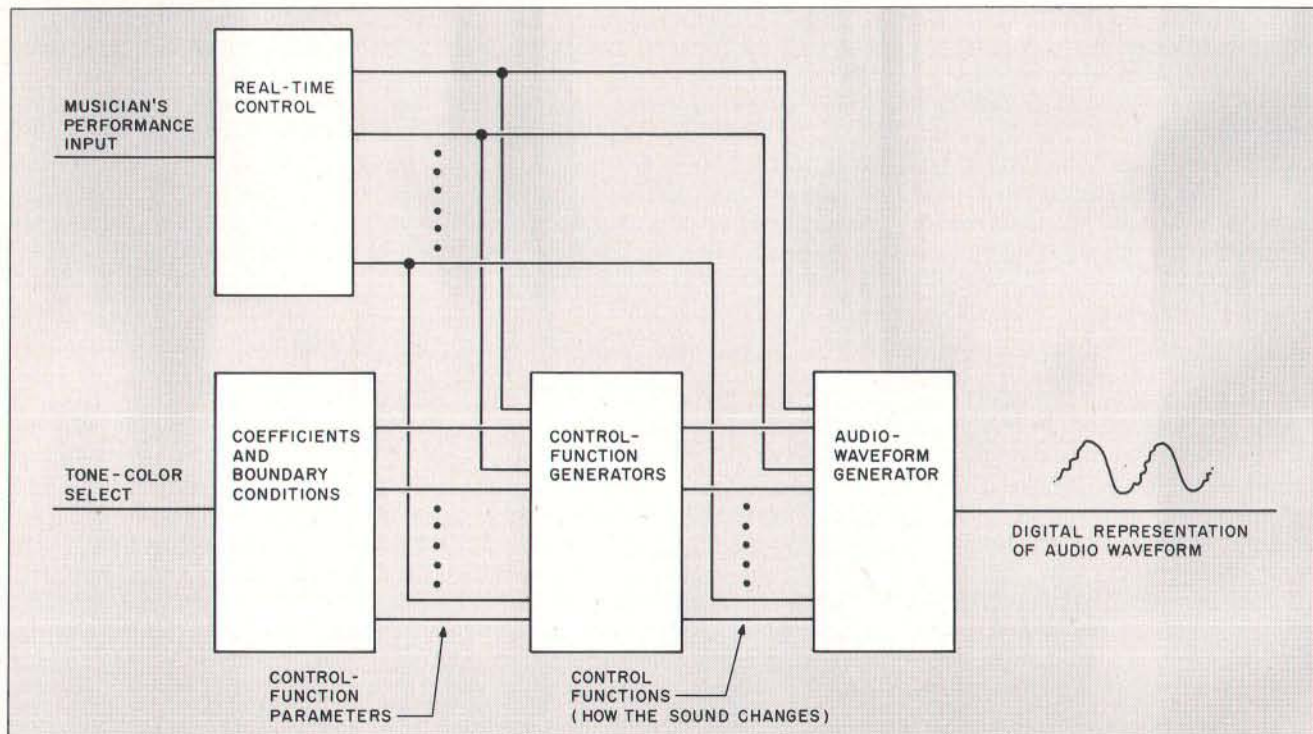 MUSICIAN'S
PERFORMANCE
INPUT
REAL-TIME
CONTROL
TONE-COLOR
SELECT
COEFFICIENTS
AND
BOUNDARY
CONDITIONS
CONTROL-
FUNCTION
GENERATORS
AUDIO-
WAVEFORM
GENERATOR
DIGITAL REPRESENTATION
OF AUDIO WAVEFORM
CONTROL-
FUNCTION
PARAMETERS
CONTROL
FUNCTIONS
(HOW THE SOUND CHANGES)